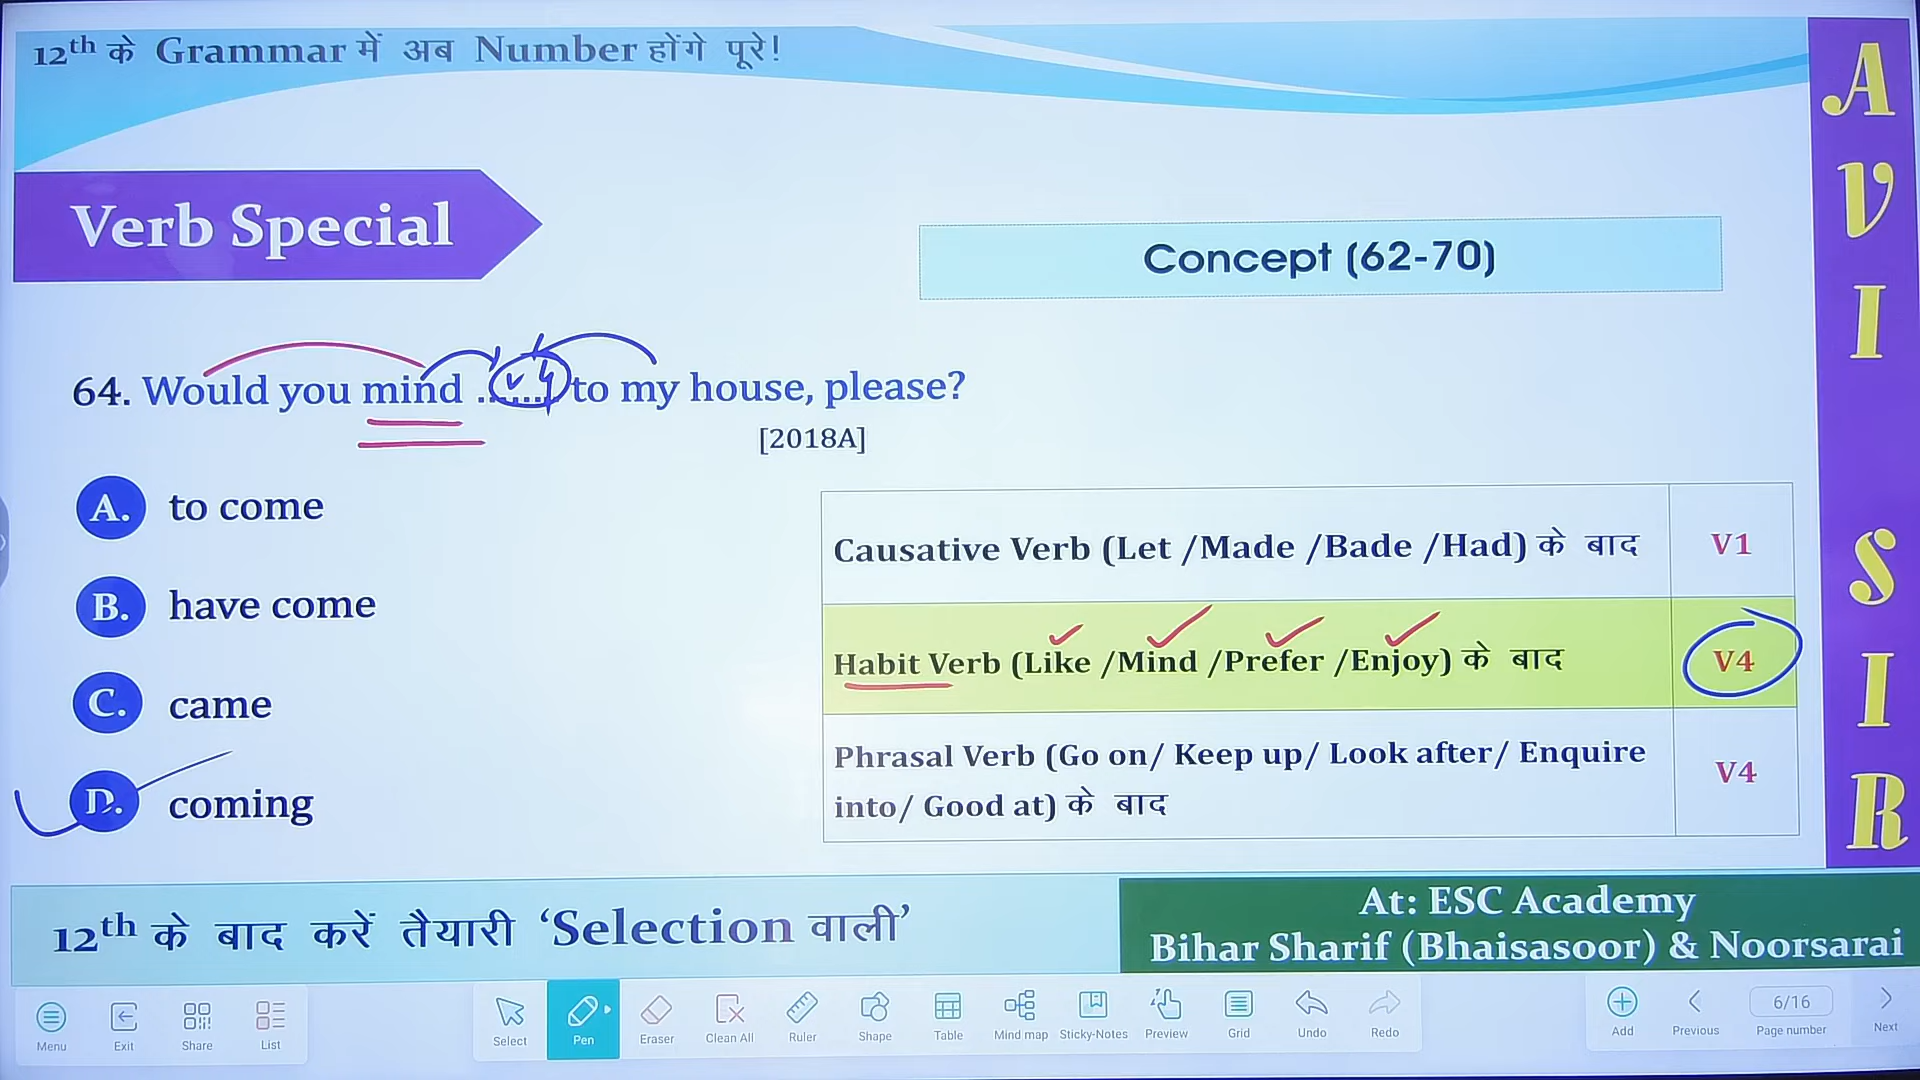 12th के Grammar में अब Number होंगे पूरे!
Verb Special
Concept (62-70)
64. Would you mind ........ to my house, please?
V4
[2018A]
A. to come
B. have come
C. came
D. coming
Causative Verb (Let /Made /Bade /Had) के बाद V1
Habit Verb (Like /Mind /Prefer /Enjoy) के बाद V4
Phrasal Verb (Go on/ Keep up/ Look after/ Enquire
into/ Good at) के बाद V4
AVI SIR
12th के बाद करें तैयारी ‘Selection वाली’
At: ESC Academy
Bihar Sharif (Bhaisasoor) & Noorsarai
Menu Exit Share List Select Pen Eraser Clean All Ruler Shape Table Mind map Sticky-Notes Preview Grid Undo Redo Add Previous 6/16 Page number Next